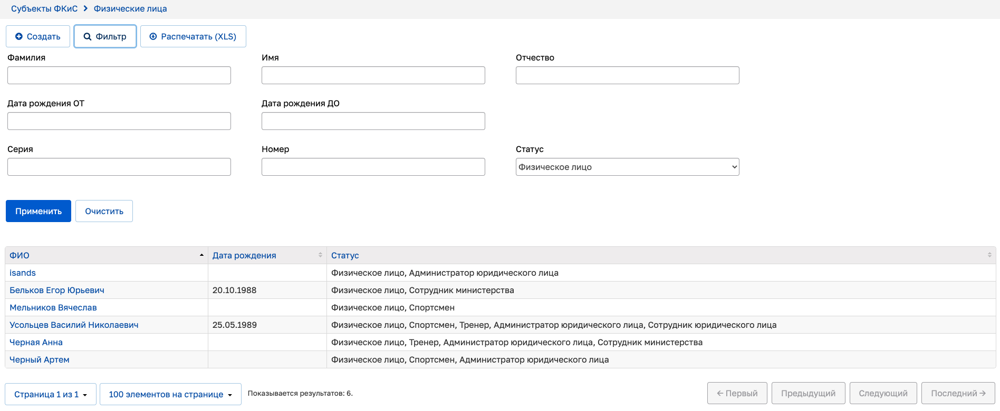 Субъекты ФКиС Физические лица
Создать Фильтр Распечатать (XLS)
Фамилия Имя Отчество
Дата рождения ОТ Дата рождения ДО
Серия Номер Статус
Физическое лицо
Применить Очистить
ФИО Дата рождения Статус
isands Физическое лицо, Администратор юридического лица
Бельков Егор Юрьевич 20.10.1988 Физическое лицо, Сотрудник министерства
Мельников Вячеслав Физическое лицо, Спортсмен
Усольцев Василий Николаевич 25.05.1989 Физическое лицо, Спортсмен, Тренер, Администратор юридического лица, Сотрудник юридического лица
Черная Анна Физическое лицо, Тренер, Администратор юридического лица, Сотрудник министерства
Черный Артем Физическое лицо, Спортсмен, Администратор юридического лица
Страница 1 из 1 100 элементов на странице Показывается результатов: 6. ← Первый Предыдущий Следующий Последний →